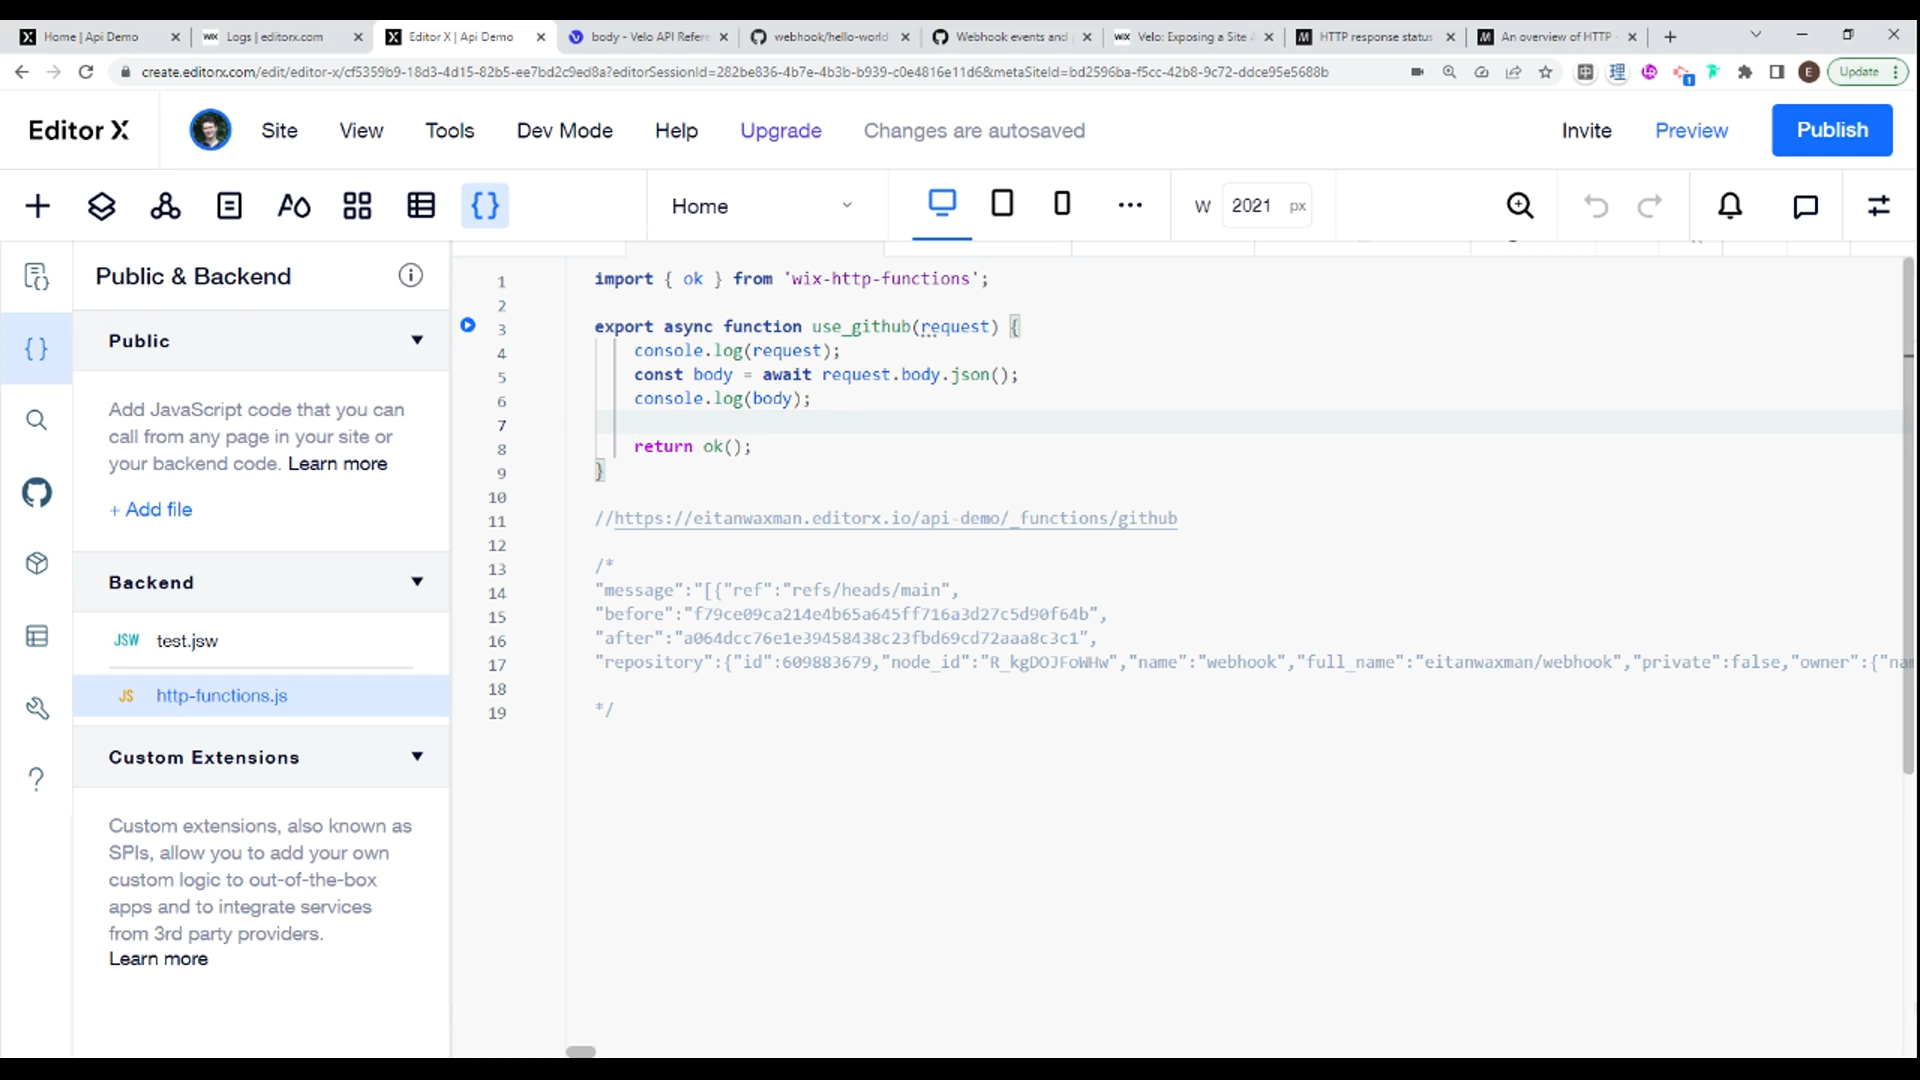 Home | Api Demo
Logs | editorx.com
Editor X | Api Demo
body - Velo API Refere
webhook/hello-world
Webhook events and
Velo: Exposing a Site A
HTTP response status
An overview of HTTP -
create.editorx.com/edit/editor-x/cf5359b9-18d3-4d15-82b5-ee7bd2c9ed8a?editorSessionId=282be836-4b7e-4b3b-b939-c0e4816e11d6&metaSiteId=bd2596ba-f5cc-42b8-9c72-ddce95e5688b
E
Update
Editor X
Site
View
Tools
Dev Mode
Help
Upgrade
Changes are autosaved
Invite
Preview
Publish
Home
W
2021
px
Public & Backend
Public
Add JavaScript code that you can
call from any page in your site or
your backend code. Learn more
+ Add file
Backend
JSW test.jsw
JS http-functions.js
Custom Extensions
Custom extensions, also known as
SPIs, allow you to add your own
custom logic to out-of-the-box
apps and to integrate services
from 3rd party providers.
Learn more
1 import { ok } from 'wix-http-functions';
2
3 export async function use_github(request) {
4 console.log(request);
5 const body = await request.body.json();
6 console.log(body);
7
8 return ok();
9 }
10
11 //https://eitanwaxman.editorx.io/api-demo/_functions/github
12
13 /*
14 "message":"[{"ref":"refs/heads/main",
15 "before":"f79ce09ca214e4b65a645ff716a3d27c5d90f64b",
16 "after":"a064dcc76e1e39458438c23fbd69cd72aaa8c3c1",
17 "repository":{"id":609883679,"node_id":"R_kgDOJFoWHw","name":"webhook","full_name":"eitanwaxman/webhook","private":false,"owner":{"nam
18
19 */